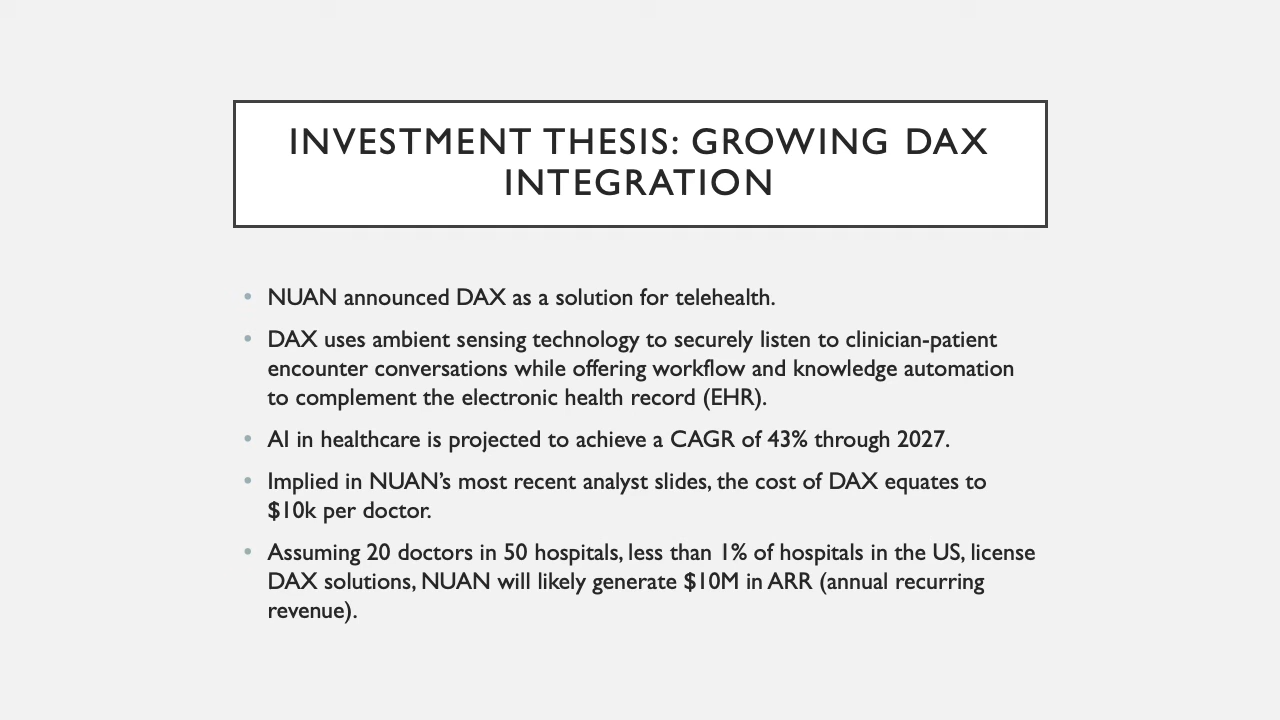 INVESTMENT THESIS: GROWING DAX
INTEGRATION
• NUAN announced DAX as a solution for telehealth.
• DAX uses ambient sensing technology to securely listen to clinician-patient
encounter conversations while offering workflow and knowledge automation
to complement the electronic health record (EHR).
• AI in healthcare is projected to achieve a CAGR of 43% through 2027.
• Implied in NUAN’s most recent analyst slides, the cost of DAX equates to
$10k per doctor.
• Assuming 20 doctors in 50 hospitals, less than 1% of hospitals in the US, license
DAX solutions, NUAN will likely generate $10M in ARR (annual recurring
revenue).